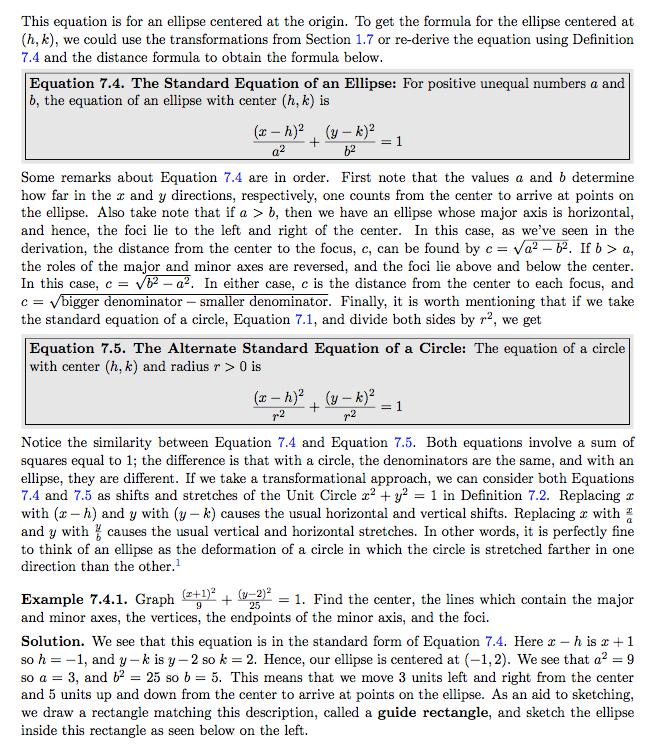 This equation is for an ellipse centered at the origin. To get the formula for the ellipse centered at
(h, k), we could use the transformations from Section 1.7 or re-derive the equation using Definition
7.4 and the distance formula to obtain the formula below.
Equation 7.4. The Standard Equation of an Ellipse: For positive unequal numbers a and
b, the equation of an ellipse with center (h, k) is
(x − h)²/a² + (y − k)²/b² = 1
Some remarks about Equation 7.4 are in order. First note that the values a and b determine
how far in the x and y directions, respectively, one counts from the center to arrive at points on
the ellipse. Also take note that if a > b, then we have an ellipse whose major axis is horizontal,
and hence, the foci lie to the left and right of the center. In this case, as we've seen in the
derivation, the distance from the center to the focus, c, can be found by c = √(a² − b²). If b > a,
the roles of the major and minor axes are reversed, and the foci lie above and below the center.
In this case, c = √(b² − a²). In either case, c is the distance from the center to each focus, and
c = √(bigger denominator − smaller denominator). Finally, it is worth mentioning that if we take
the standard equation of a circle, Equation 7.1, and divide both sides by r², we get
Equation 7.5. The Alternate Standard Equation of a Circle: The equation of a circle
with center (h, k) and radius r > 0 is
(x − h)²/r² + (y − k)²/r² = 1
Notice the similarity between Equation 7.4 and Equation 7.5. Both equations involve a sum of
squares equal to 1; the difference is that with a circle, the denominators are the same, and with an
ellipse, they are different. If we take a transformational approach, we can consider both Equations
7.4 and 7.5 as shifts and stretches of the Unit Circle x² + y² = 1 in Definition 7.2. Replacing x
with (x − h) and y with (y − k) causes the usual horizontal and vertical shifts. Replacing x with x/a
and y with y/b causes the usual vertical and horizontal stretches. In other words, it is perfectly fine
to think of an ellipse as the deformation of a circle in which the circle is stretched farther in one
direction than the other.¹
Example 7.4.1. Graph (x+1)²/9 + (y−2)²/25 = 1. Find the center, the lines which contain the major
and minor axes, the vertices, the endpoints of the minor axis, and the foci.
Solution. We see that this equation is in the standard form of Equation 7.4. Here x − h is x + 1
so h = −1, and y − k is y − 2 so k = 2. Hence, our ellipse is centered at (−1, 2). We see that a² = 9
so a = 3, and b² = 25 so b = 5. This means that we move 3 units left and right from the center
and 5 units up and down from the center to arrive at points on the ellipse. As an aid to sketching,
we draw a rectangle matching this description, called a guide rectangle, and sketch the ellipse
inside this rectangle as seen below on the left.